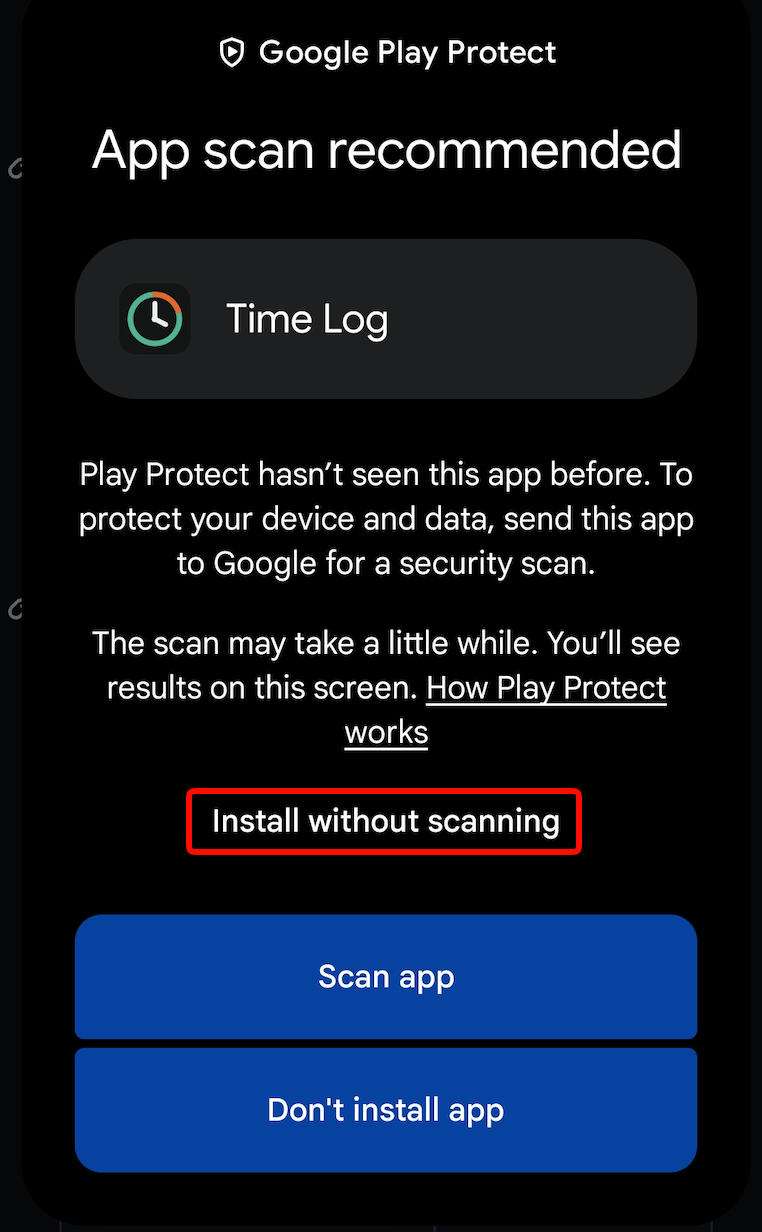 Google Play Protect
App scan recommended
Time Log
Play Protect hasn’t seen this app before. To
protect your device and data, send this app
to Google for a security scan.
The scan may take a little while. You’ll see
results on this screen. How Play Protect
works
Install without scanning
Scan app
Don't install app